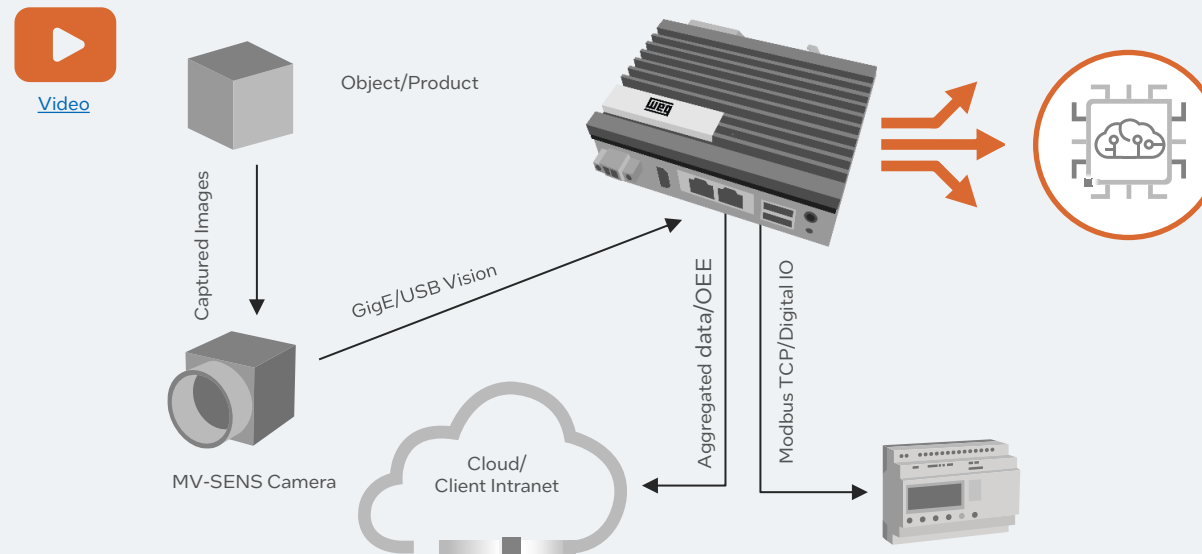 Video
Object/Product
weg
Captured Images
GigE/USB Vision
Aggregated data/OEE
Modbus TCP/Digital IO
MV-SENS Camera
Cloud/
Client Intranet